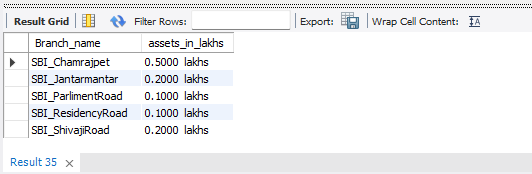 Result Grid Filter Rows: Export: Wrap Cell Content: IA
Branch_name assets_in_lakhs
SBI_Chamrajpet 0.5000 lakhs
SBI_Jantarmantar 0.2000 lakhs
SBI_ParlimentRoad 0.1000 lakhs
SBI_ResidencyRoad 0.1000 lakhs
SBI_ShivajiRoad 0.2000 lakhs
Result 35 ×